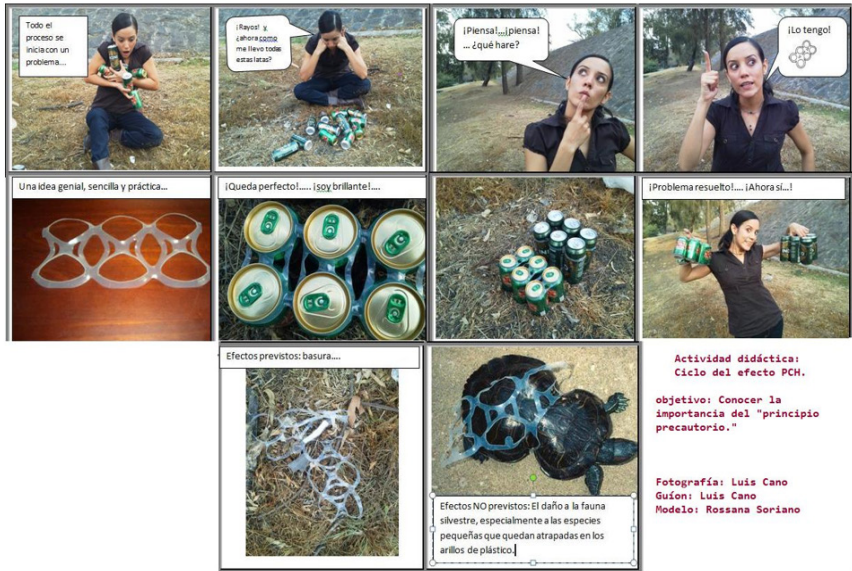 Todo el
proceso se
inicia con un
problema...
¡Rayos! y
¿ahora como
me llevo todas
estas latas?
¡Piensa!...¡piensa!
... ¿qué hare?
¡Lo tengo!
Una idea genial, sencilla y práctica...
¡Queda perfecto!..... ¡soy brillante!....
¡Problema resuelto!.... ¡Ahora sí...!
Efectos previstos: basura....
Efectos NO previstos: El daño a la fauna
silvestre, especialmente a las especies
pequeñas que quedan atrapadas en los
arillos de plástico.
Actividad didáctica:
Ciclo del efecto PCH.
objetivo: Conocer la
importancia del "principio
precautorio."
Fotografía: Luis Cano
Guíon: Luis Cano
Modelo: Rossana Soriano